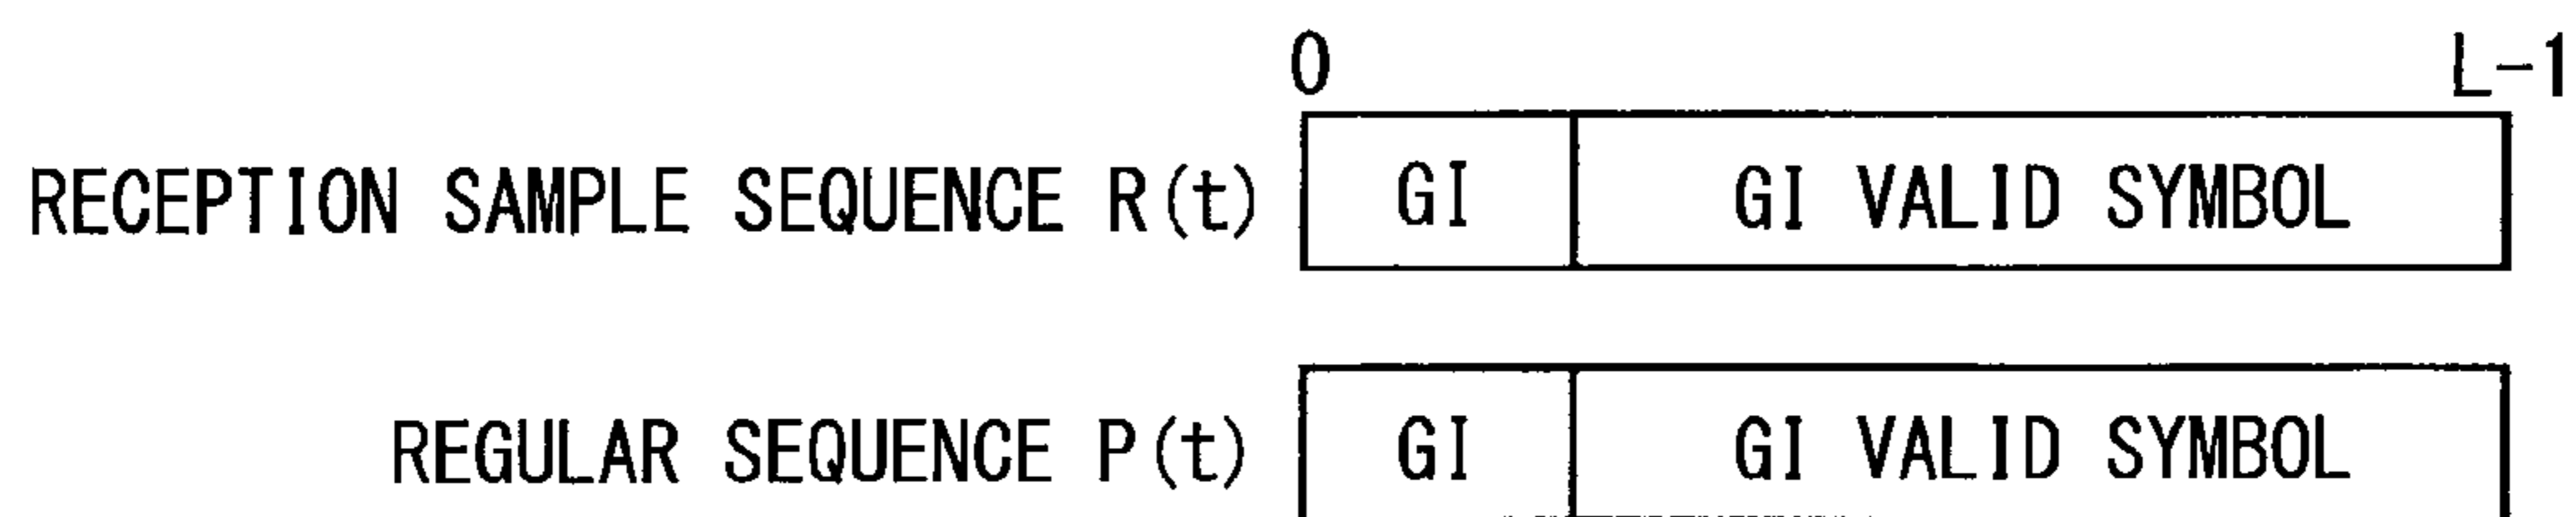 0 L-1
RECEPTION SAMPLE SEQUENCE R(t) GI GI VALID SYMBOL
REGULAR SEQUENCE P(t) GI GI VALID SYMBOL